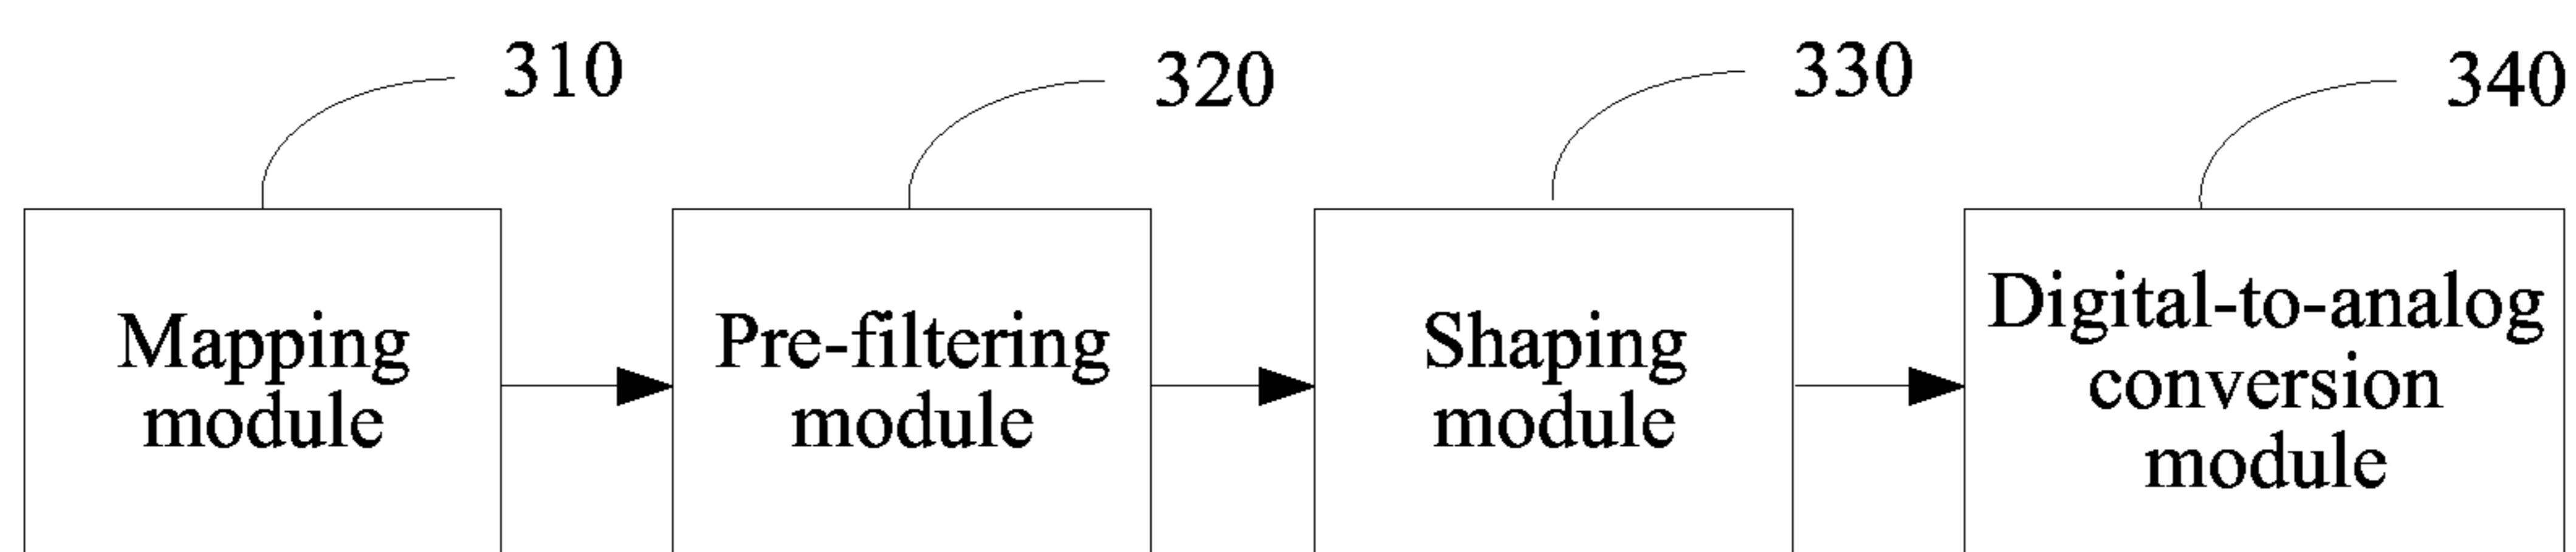 310
320
330
340
Mapping
module
Pre-filtering
module
Shaping
module
Digital-to-analog
conversion
module